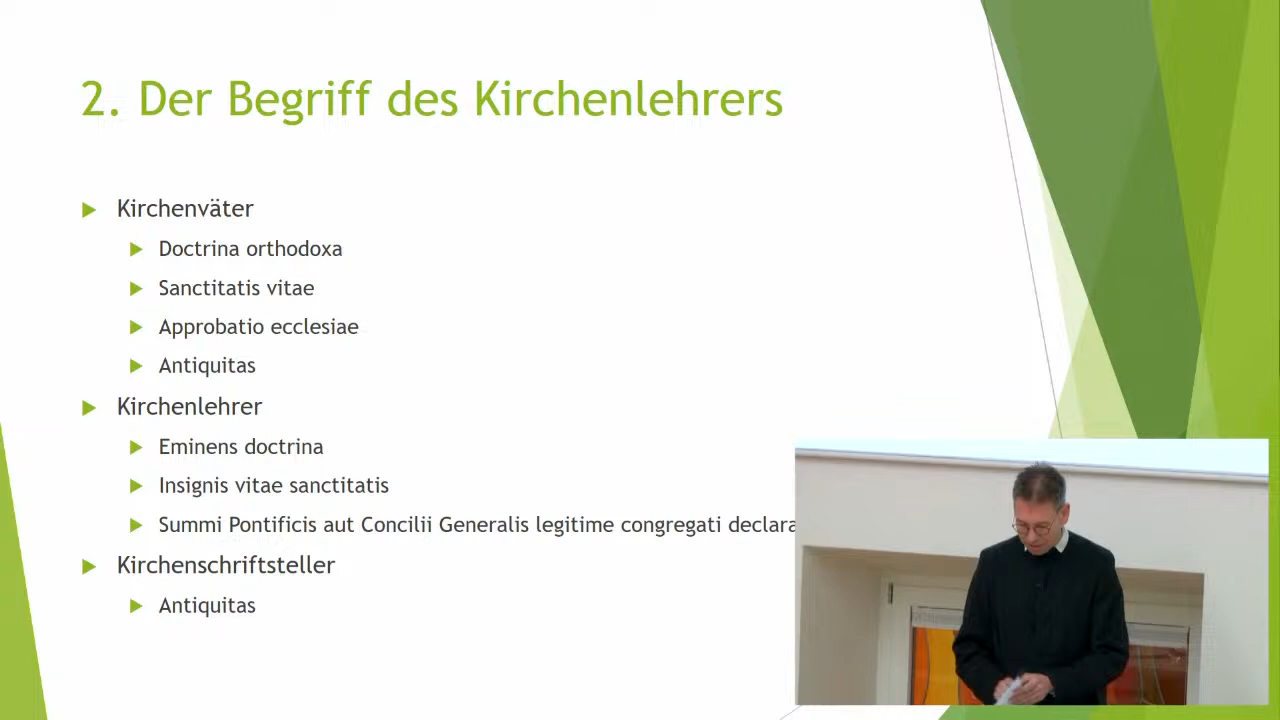 2. Der Begriff des Kirchenlehrers
Kirchenväter
Doctrina orthodoxa
Sanctitatis vitae
Approbatio ecclesiae
Antiquitas
Kirchenlehrer
Eminens doctrina
Insignis vitae sanctitatis
Summi Pontificis aut Concilii Generalis legitime congregati
Kirchenschriftsteller
Antiquitas